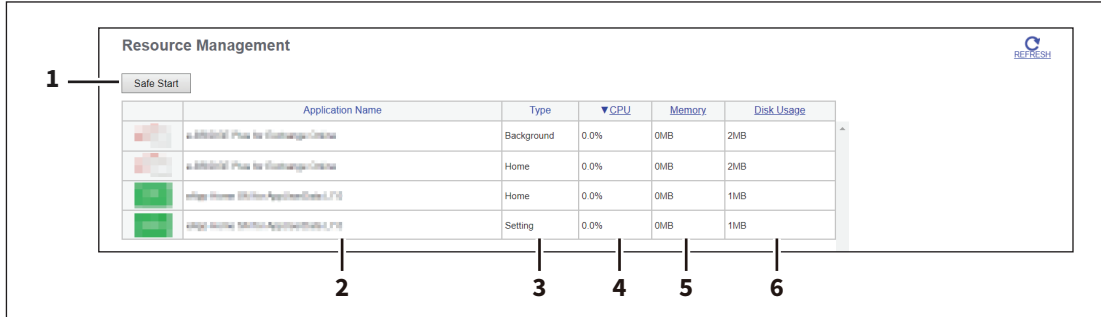 Resource Management
REFRESH
1
Safe Start
Application Name Type ▼CPU Memory Disk Usage
Background 0.0% 0MB 2MB
Home 0.0% 0MB 2MB
Home 0.0% 0MB 1MB
Setting 0.0% 0MB 1MB
2 3 4 5 6